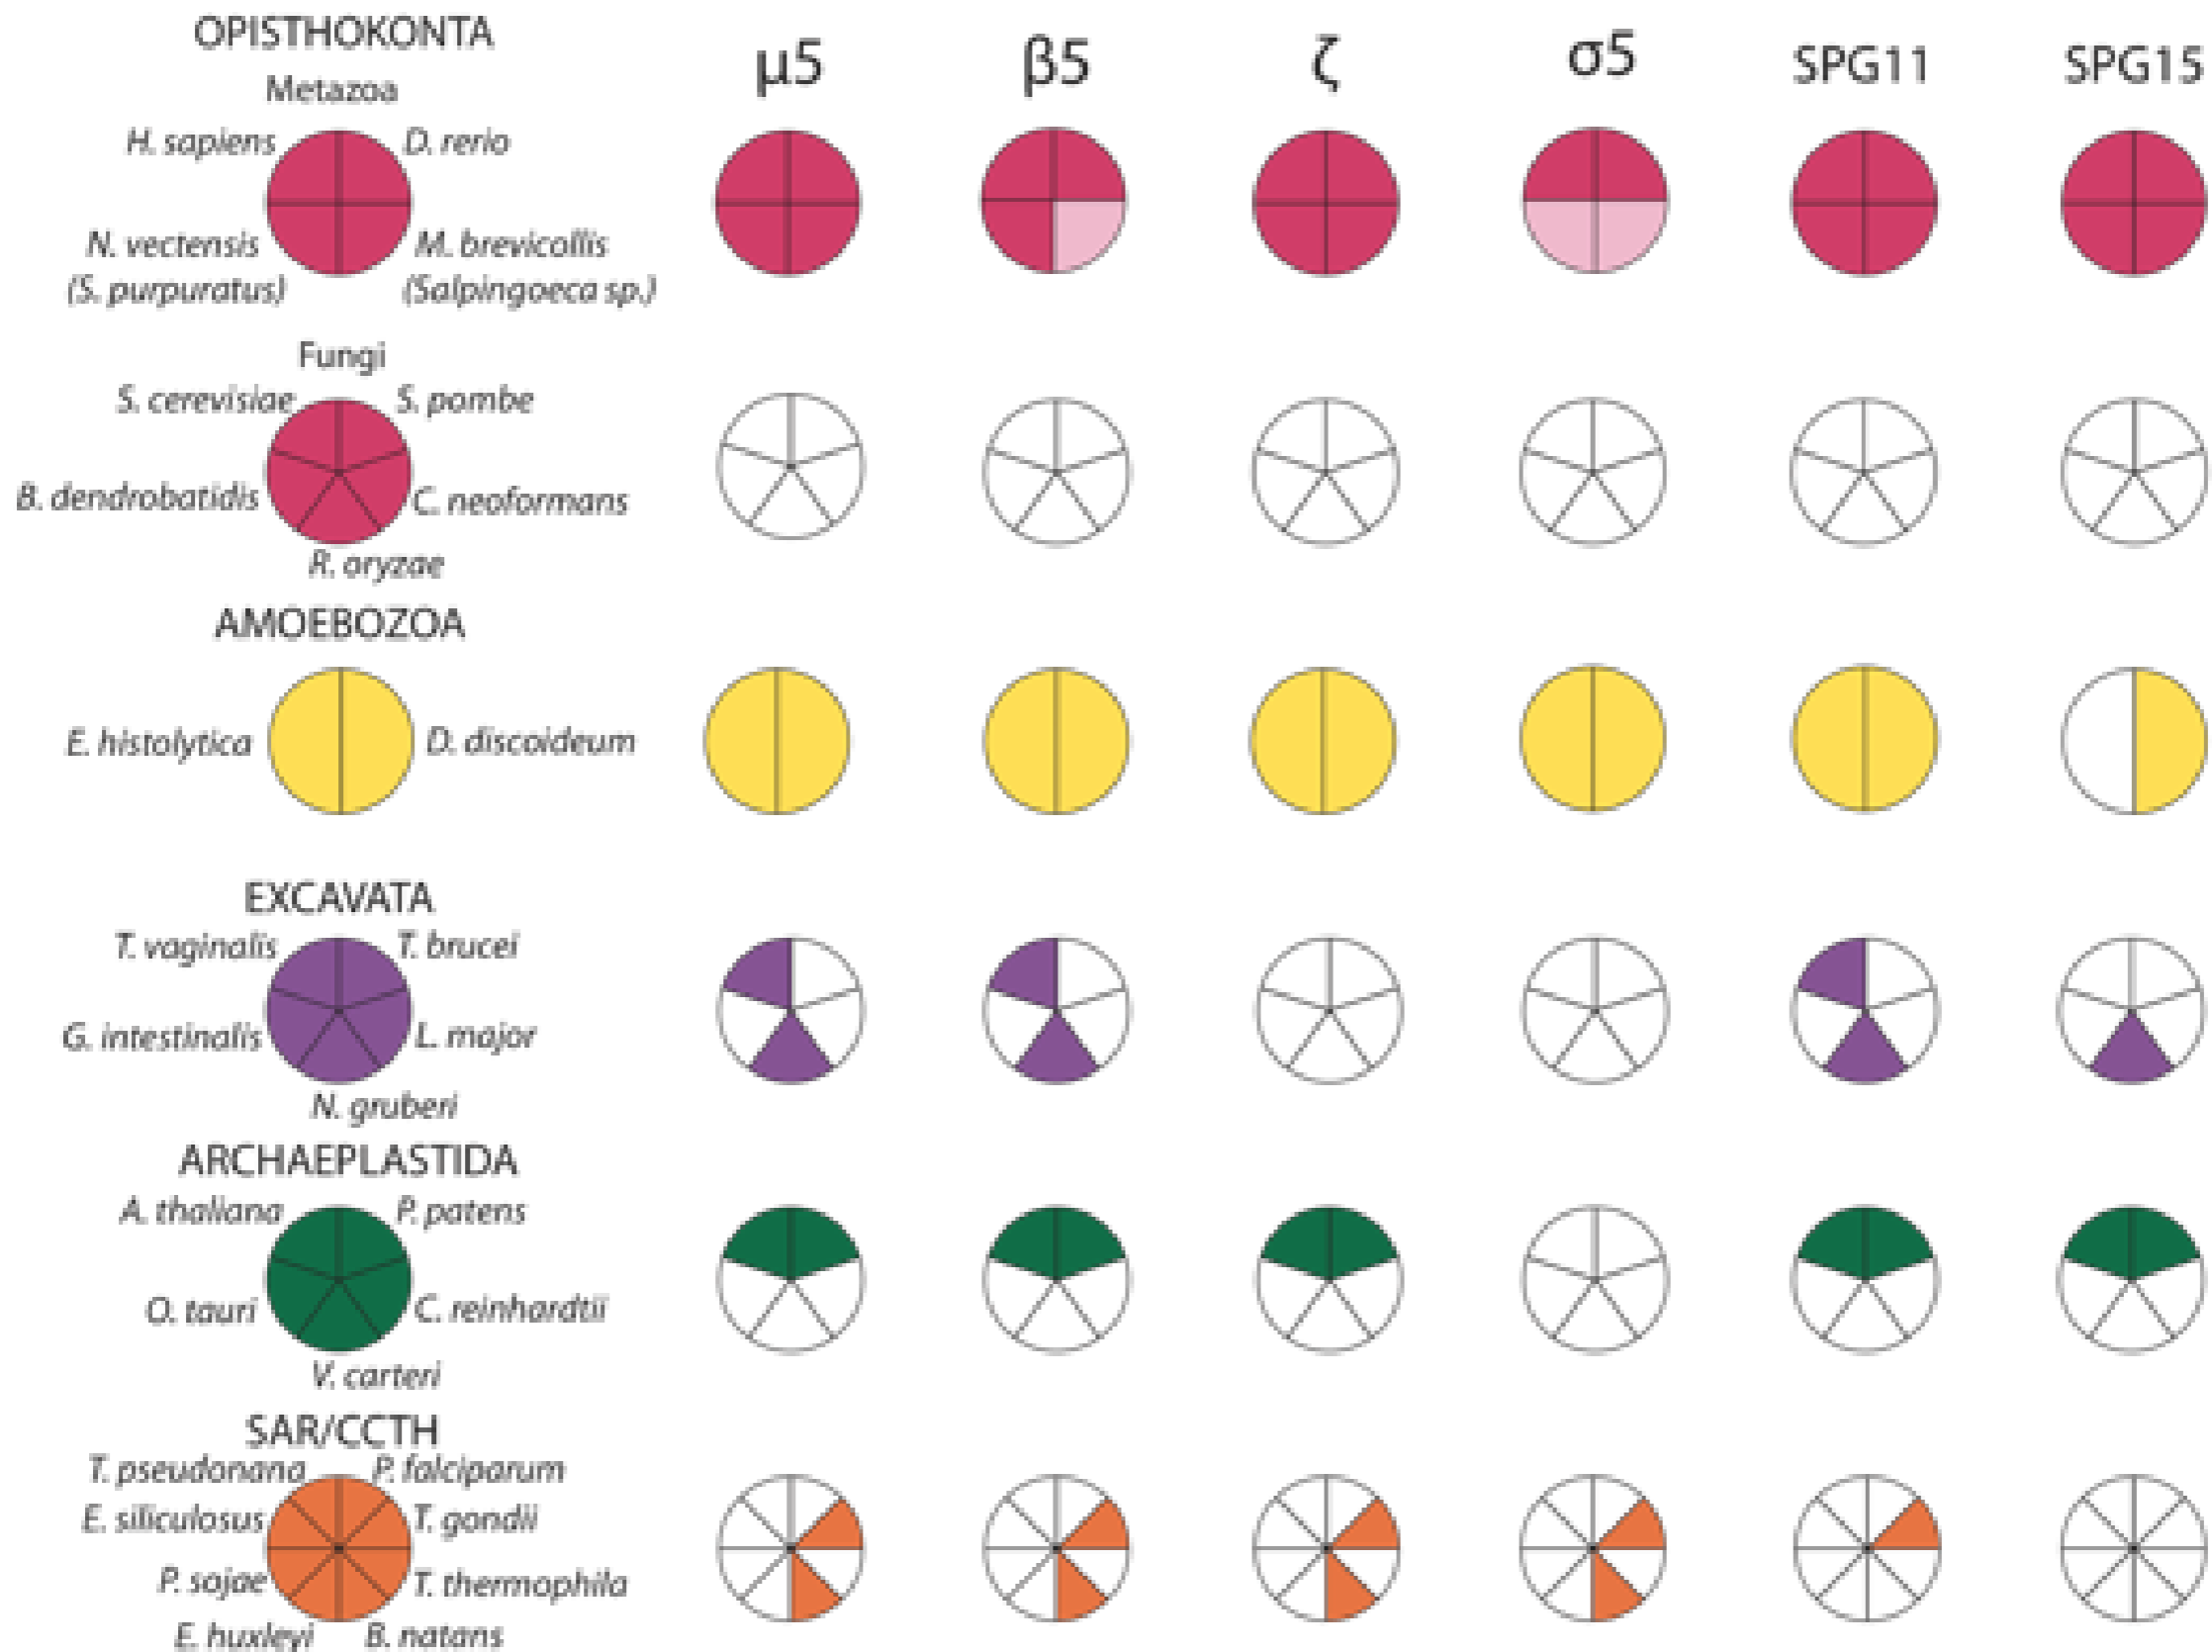 OPISTHOKONTA
Metazoa
μ5 β5 ζ σ5 SPG11 SPG15
H. sapiens D. rerio
N. vectensis M. brevicollis
(S. purpuratus) (Salpingoeca sp.)
Fungi
S. cerevisiae S. pombe
B. dendrobatidis C. neoformans
R. oryzae
AMOEBOZOA
E. histolytica D. discoideum
EXCAVATA
T. vaginalis T. brucei
G. intestinalis L. major
N. gruberi
ARCHAEPLASTIDA
A. thaliana P. patens
O. tauri C. reinhardtii
V. carteri
SAR/CCTH
T. pseudonana P. falciparum
E. siliculosus T. gondii
P. sojae T. thermophila
E. huxleyi B. natans